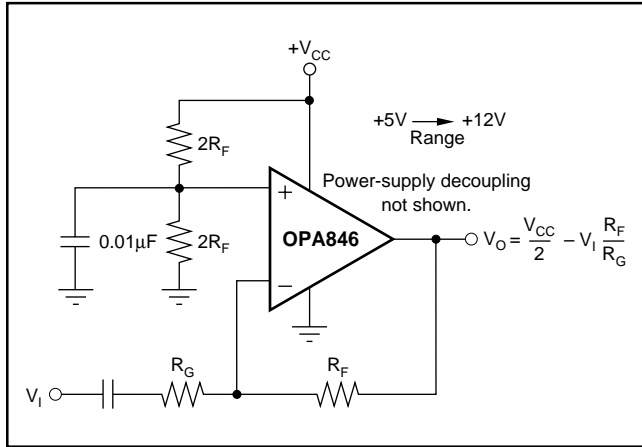 +VCC
+5V → +12V
Range
2RF
Power-supply decoupling
not shown.
+
OPA846
0.01µF
2RF
VO = VCC/2 – VI RF/RG
–
RG
RF
VI